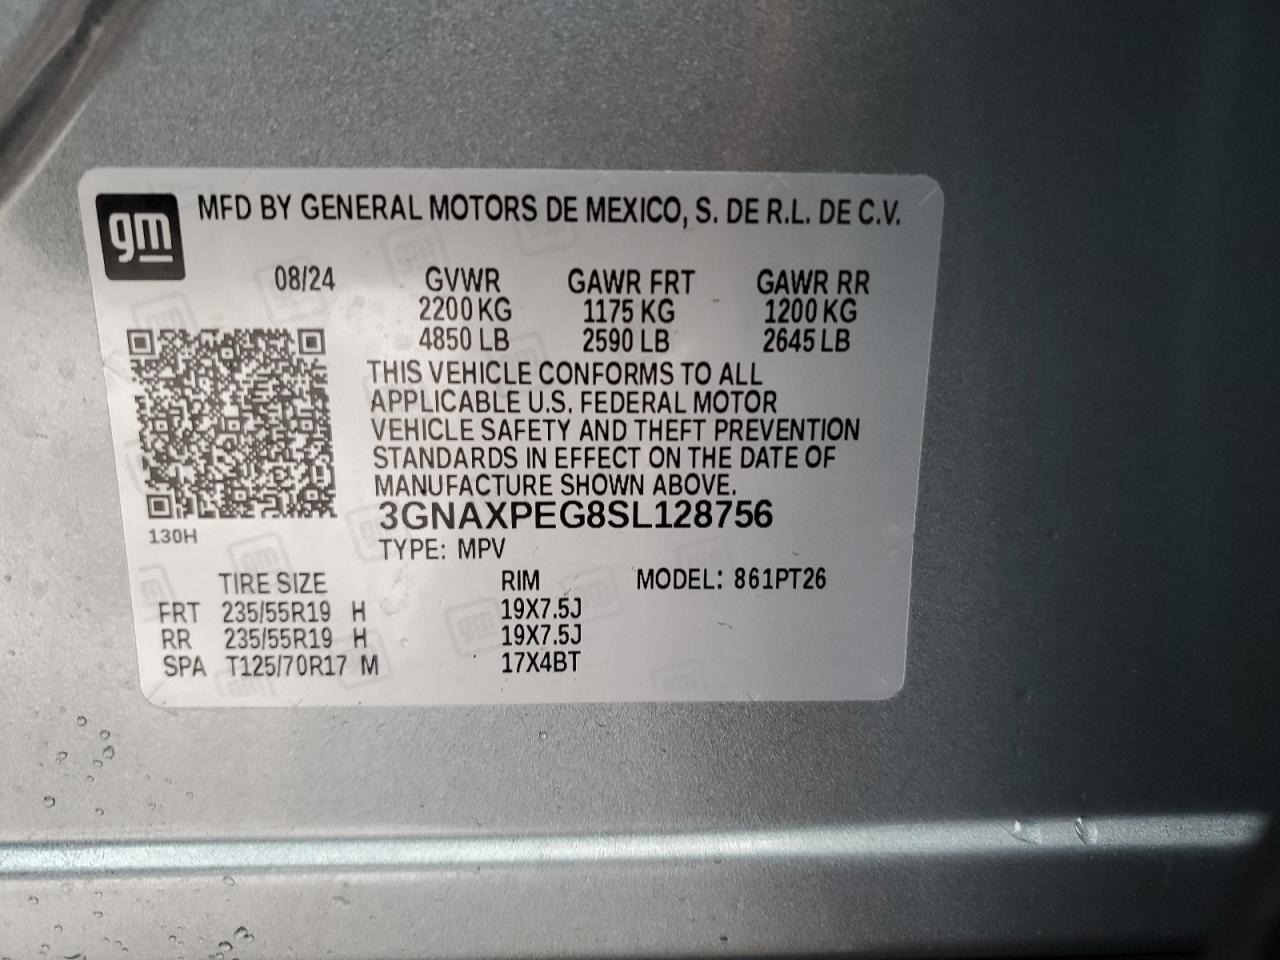 gm
MFD BY GENERAL MOTORS DE MEXICO, S. DE R.L. DE C.V.
08/24 GVWR GAWR FRT GAWR RR
2200 KG 1175 KG 1200 KG
4850 LB 2590 LB 2645 LB
THIS VEHICLE CONFORMS TO ALL
APPLICABLE U.S. FEDERAL MOTOR
VEHICLE SAFETY AND THEFT PREVENTION
STANDARDS IN EFFECT ON THE DATE OF
MANUFACTURE SHOWN ABOVE.
3GNAXPEG8SL128756
130H
TYPE: MPV
TIRE SIZE RIM MODEL: 861PT26
FRT 235/55R19 H 19X7.5J
RR 235/55R19 H 19X7.5J
SPA T125/70R17 M 17X4BT